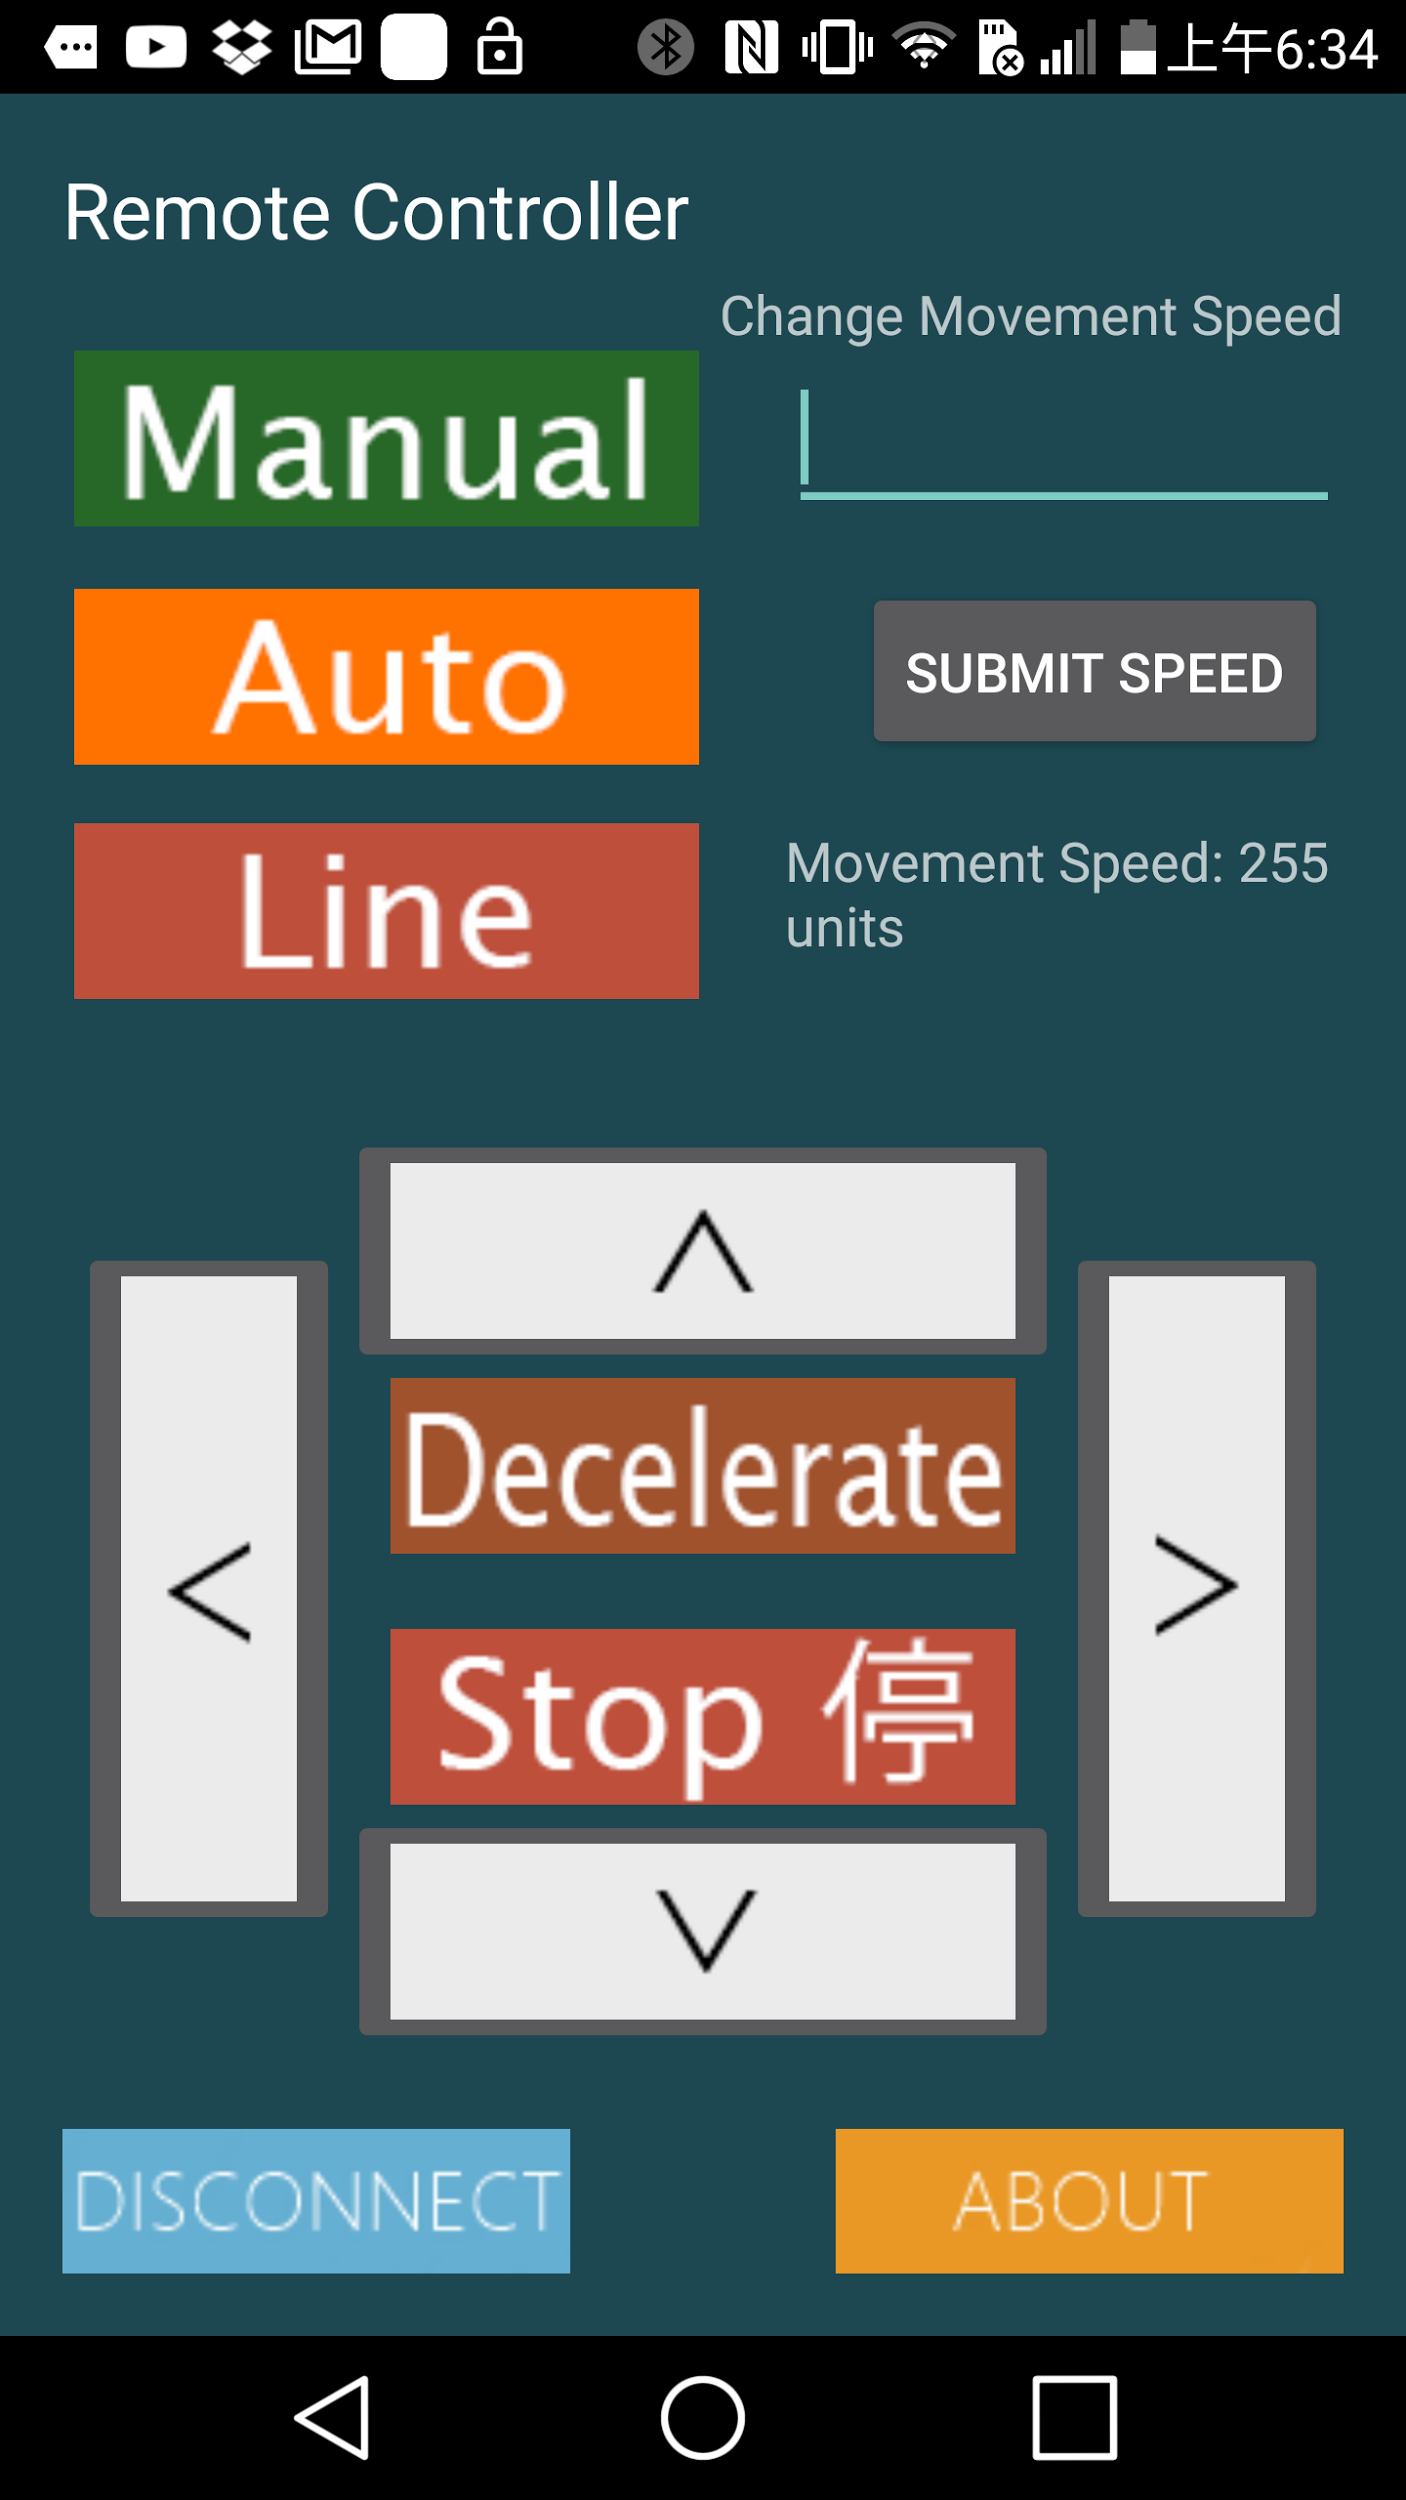 上午6:34
Remote Controller
Change Movement Speed
Manual
Auto
SUBMIT SPEED
Line
Movement Speed: 255
units
Decelerate
Stop 停
DISCONNECT
ABOUT